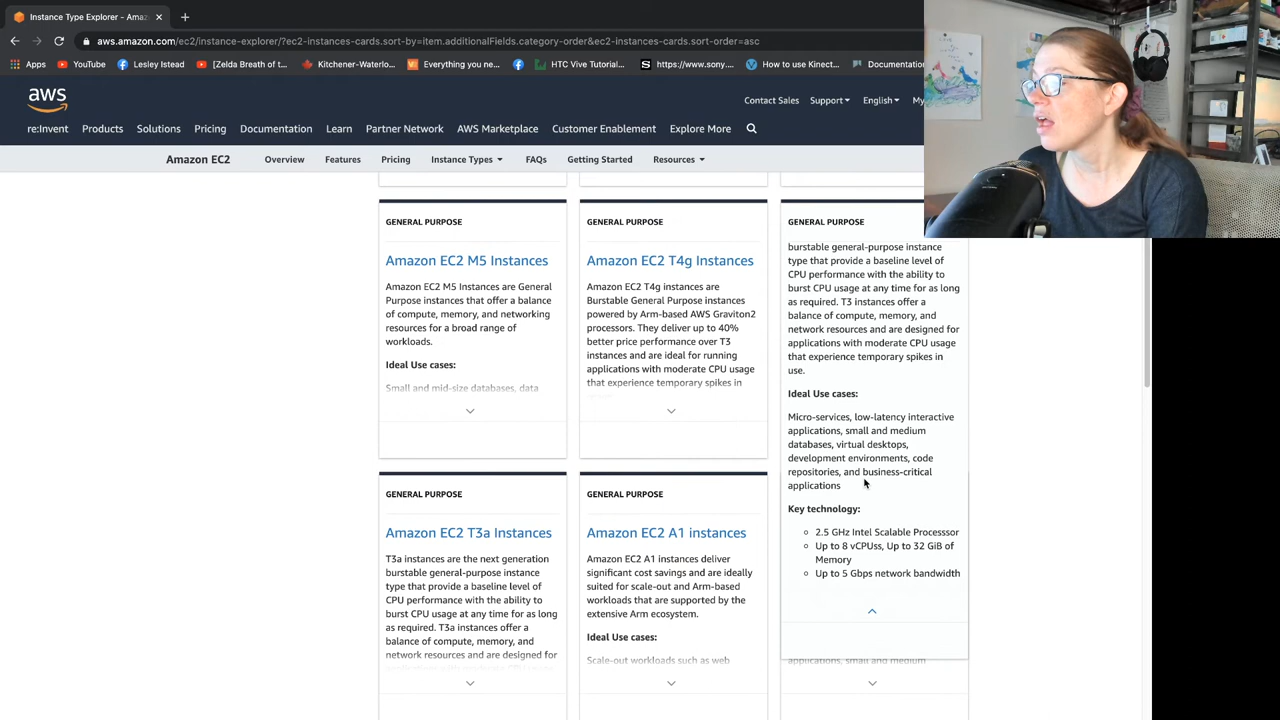 Instance Type Explorer - Amaz
aws.amazon.com/ec2/instance-explorer/?ec2-instances-cards.sort-by=item.additionalFields.category-order&ec2-instances-cards.sort-order=asc
Apps YouTube Lesley Istead [Zelda Breath of t... Kitchener-Waterlo... Everything you ne... HTC Vive Tutorial... https://www.sony.... How to use Kinect... Documentation
aws
Contact Sales Support English My
re:Invent Products Solutions Pricing Documentation Learn Partner Network AWS Marketplace Customer Enablement Explore More
Amazon EC2 Overview Features Pricing Instance Types FAQs Getting Started Resources
GENERAL PURPOSE
Amazon EC2 M5 Instances
Amazon EC2 M5 Instances are General
Purpose instances that offer a balance
of compute, memory, and networking
resources for a broad range of
workloads.
Ideal Use cases:
Small and mid-size databases, data
GENERAL PURPOSE
Amazon EC2 T4g Instances
Amazon EC2 T4g instances are
Burstable General Purpose instances
powered by Arm-based AWS Graviton2
processors. They deliver up to 40%
better price performance over T3
instances and are ideal for running
applications with moderate CPU usage
that experience temporary spikes in
GENERAL PURPOSE
burstable general-purpose instance
type that provide a baseline level of
CPU performance with the ability to
burst CPU usage at any time for as long
as required. T3 instances offer a
balance of compute, memory, and
network resources and are designed for
applications with moderate CPU usage
that experience temporary spikes in
use.
Ideal Use cases:
Micro-services, low-latency interactive
applications, small and medium
databases, virtual desktops,
development environments, code
repositories, and business-critical
applications
Key technology:
2.5 GHz Intel Scalable Processsor
Up to 8 vCPUss, Up to 32 GiB of
Memory
Up to 5 Gbps network bandwidth
applications, small and medium
GENERAL PURPOSE
Amazon EC2 T3a Instances
T3a instances are the next generation
burstable general-purpose instance
type that provide a baseline level of
CPU performance with the ability to
burst CPU usage at any time for as long
as required. T3a instances offer a
balance of compute, memory, and
network resources and are designed for
GENERAL PURPOSE
Amazon EC2 A1 instances
Amazon EC2 A1 instances deliver
significant cost savings and are ideally
suited for scale-out and Arm-based
workloads that are supported by the
extensive Arm ecosystem.
Ideal Use cases:
Scale-out workloads such as web